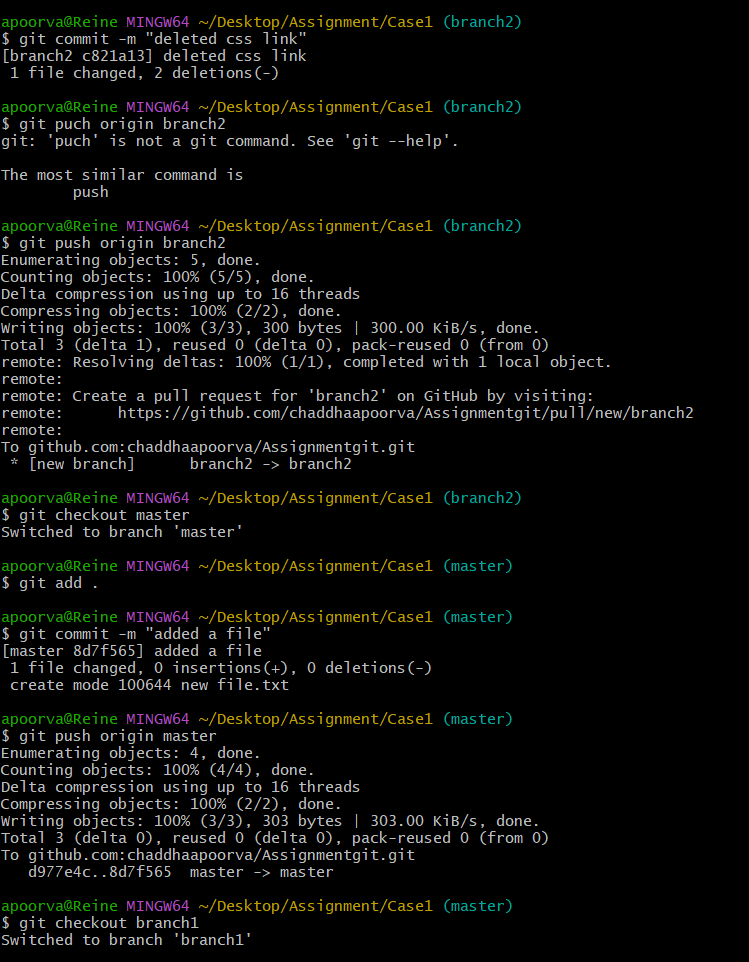 apoorva@Reine MINGW64 ~/Desktop/Assignment/Case1 (branch2)
$ git commit -m "deleted css link"
[branch2 c821a13] deleted css link
 1 file changed, 2 deletions(-)

apoorva@Reine MINGW64 ~/Desktop/Assignment/Case1 (branch2)
$ git puch origin branch2
git: 'puch' is not a git command. See 'git --help'.

The most similar command is
        push

apoorva@Reine MINGW64 ~/Desktop/Assignment/Case1 (branch2)
$ git push origin branch2
Enumerating objects: 5, done.
Counting objects: 100% (5/5), done.
Delta compression using up to 16 threads
Compressing objects: 100% (2/2), done.
Writing objects: 100% (3/3), 300 bytes | 300.00 KiB/s, done.
Total 3 (delta 1), reused 0 (delta 0), pack-reused 0 (from 0)
remote: Resolving deltas: 100% (1/1), completed with 1 local object.
remote:
remote: Create a pull request for 'branch2' on GitHub by visiting:
remote:      https://github.com/chaddhaapoorva/Assignmentgit/pull/new/branch2
remote:
To github.com:chaddhaapoorva/Assignmentgit.git
 * [new branch]      branch2 -> branch2

apoorva@Reine MINGW64 ~/Desktop/Assignment/Case1 (branch2)
$ git checkout master
Switched to branch 'master'

apoorva@Reine MINGW64 ~/Desktop/Assignment/Case1 (master)
$ git add .

apoorva@Reine MINGW64 ~/Desktop/Assignment/Case1 (master)
$ git commit -m "added a file"
[master 8d7f565] added a file
 1 file changed, 0 insertions(+), 0 deletions(-)
 create mode 100644 new file.txt

apoorva@Reine MINGW64 ~/Desktop/Assignment/Case1 (master)
$ git push origin master
Enumerating objects: 4, done.
Counting objects: 100% (4/4), done.
Delta compression using up to 16 threads
Compressing objects: 100% (2/2), done.
Writing objects: 100% (3/3), 303 bytes | 303.00 KiB/s, done.
Total 3 (delta 0), reused 0 (delta 0), pack-reused 0 (from 0)
To github.com:chaddhaapoorva/Assignmentgit.git
   d977e4c..8d7f565  master -> master

apoorva@Reine MINGW64 ~/Desktop/Assignment/Case1 (master)
$ git checkout branch1
Switched to branch 'branch1'